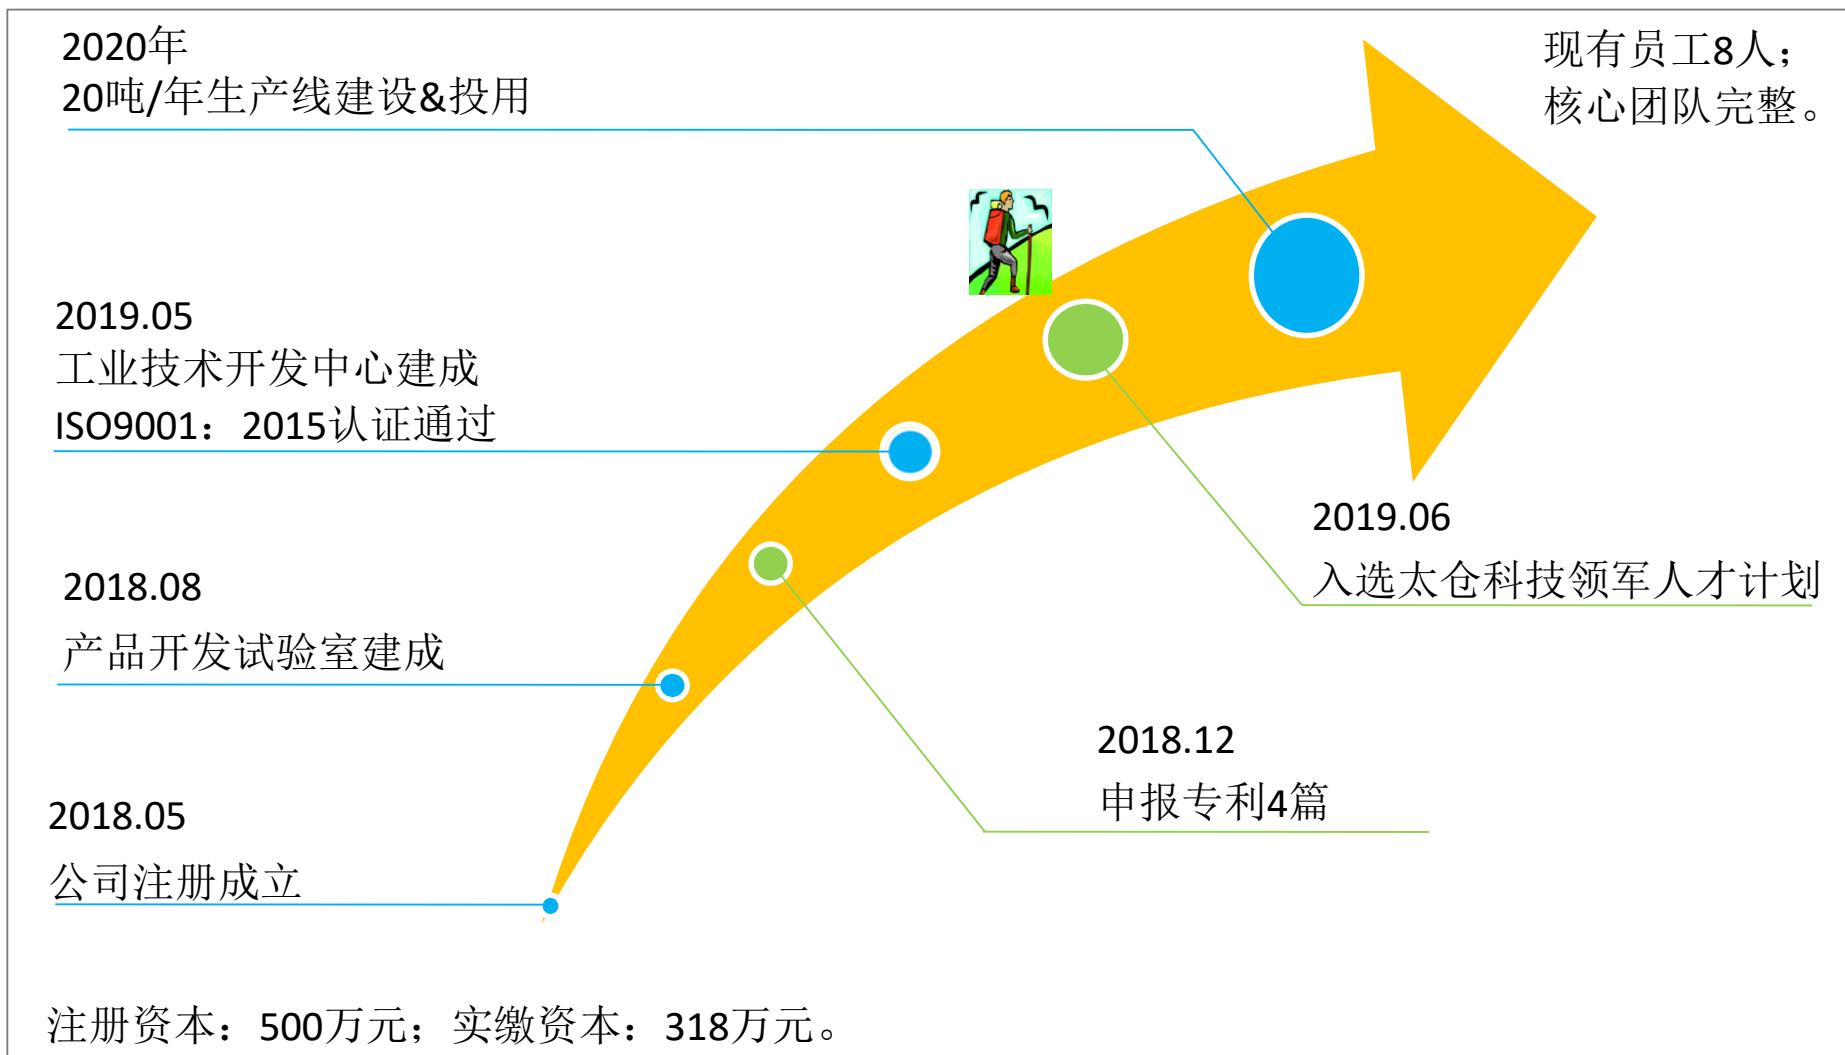 2020年
20吨/年生产线建设&投用
现有员工8人；
核心团队完整。
2019.05
工业技术开发中心建成
ISO9001：2015认证通过
2019.06
入选太仓科技领军人才计划
2018.08
产品开发试验室建成
2018.12
申报专利4篇
2018.05
公司注册成立
注册资本：500万元；实缴资本：318万元。